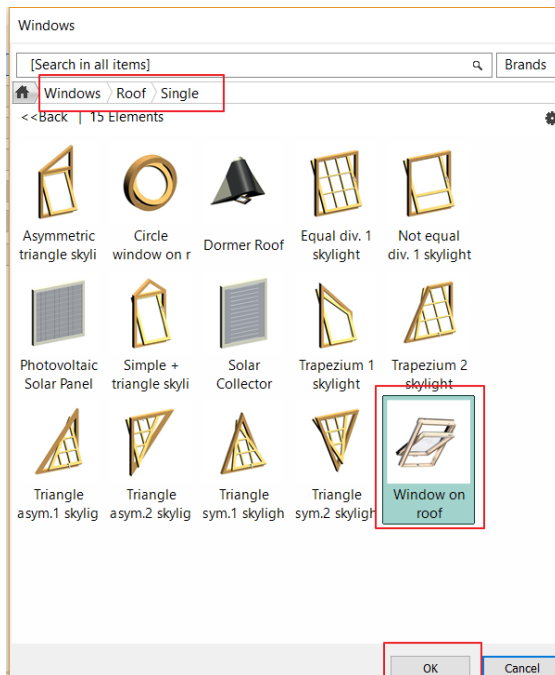 Windows
[Search in all items]
Brands
Windows Roof Single
<<Back | 15 Elements
Asymmetric
triangle skyli
Circle
window on r
Dormer Roof
Equal div. 1
skylight
Not equal
div. 1 skylight
Photovoltaic
Solar Panel
Simple +
triangle skyli
Solar
Collector
Trapezium 1
skylight
Trapezium 2
skylight
Triangle
asym.1 skylig
Triangle
asym.2 skylig
Triangle
sym.1 skyligh
Triangle
sym.2 skyligh
Window on
roof
OK
Cancel